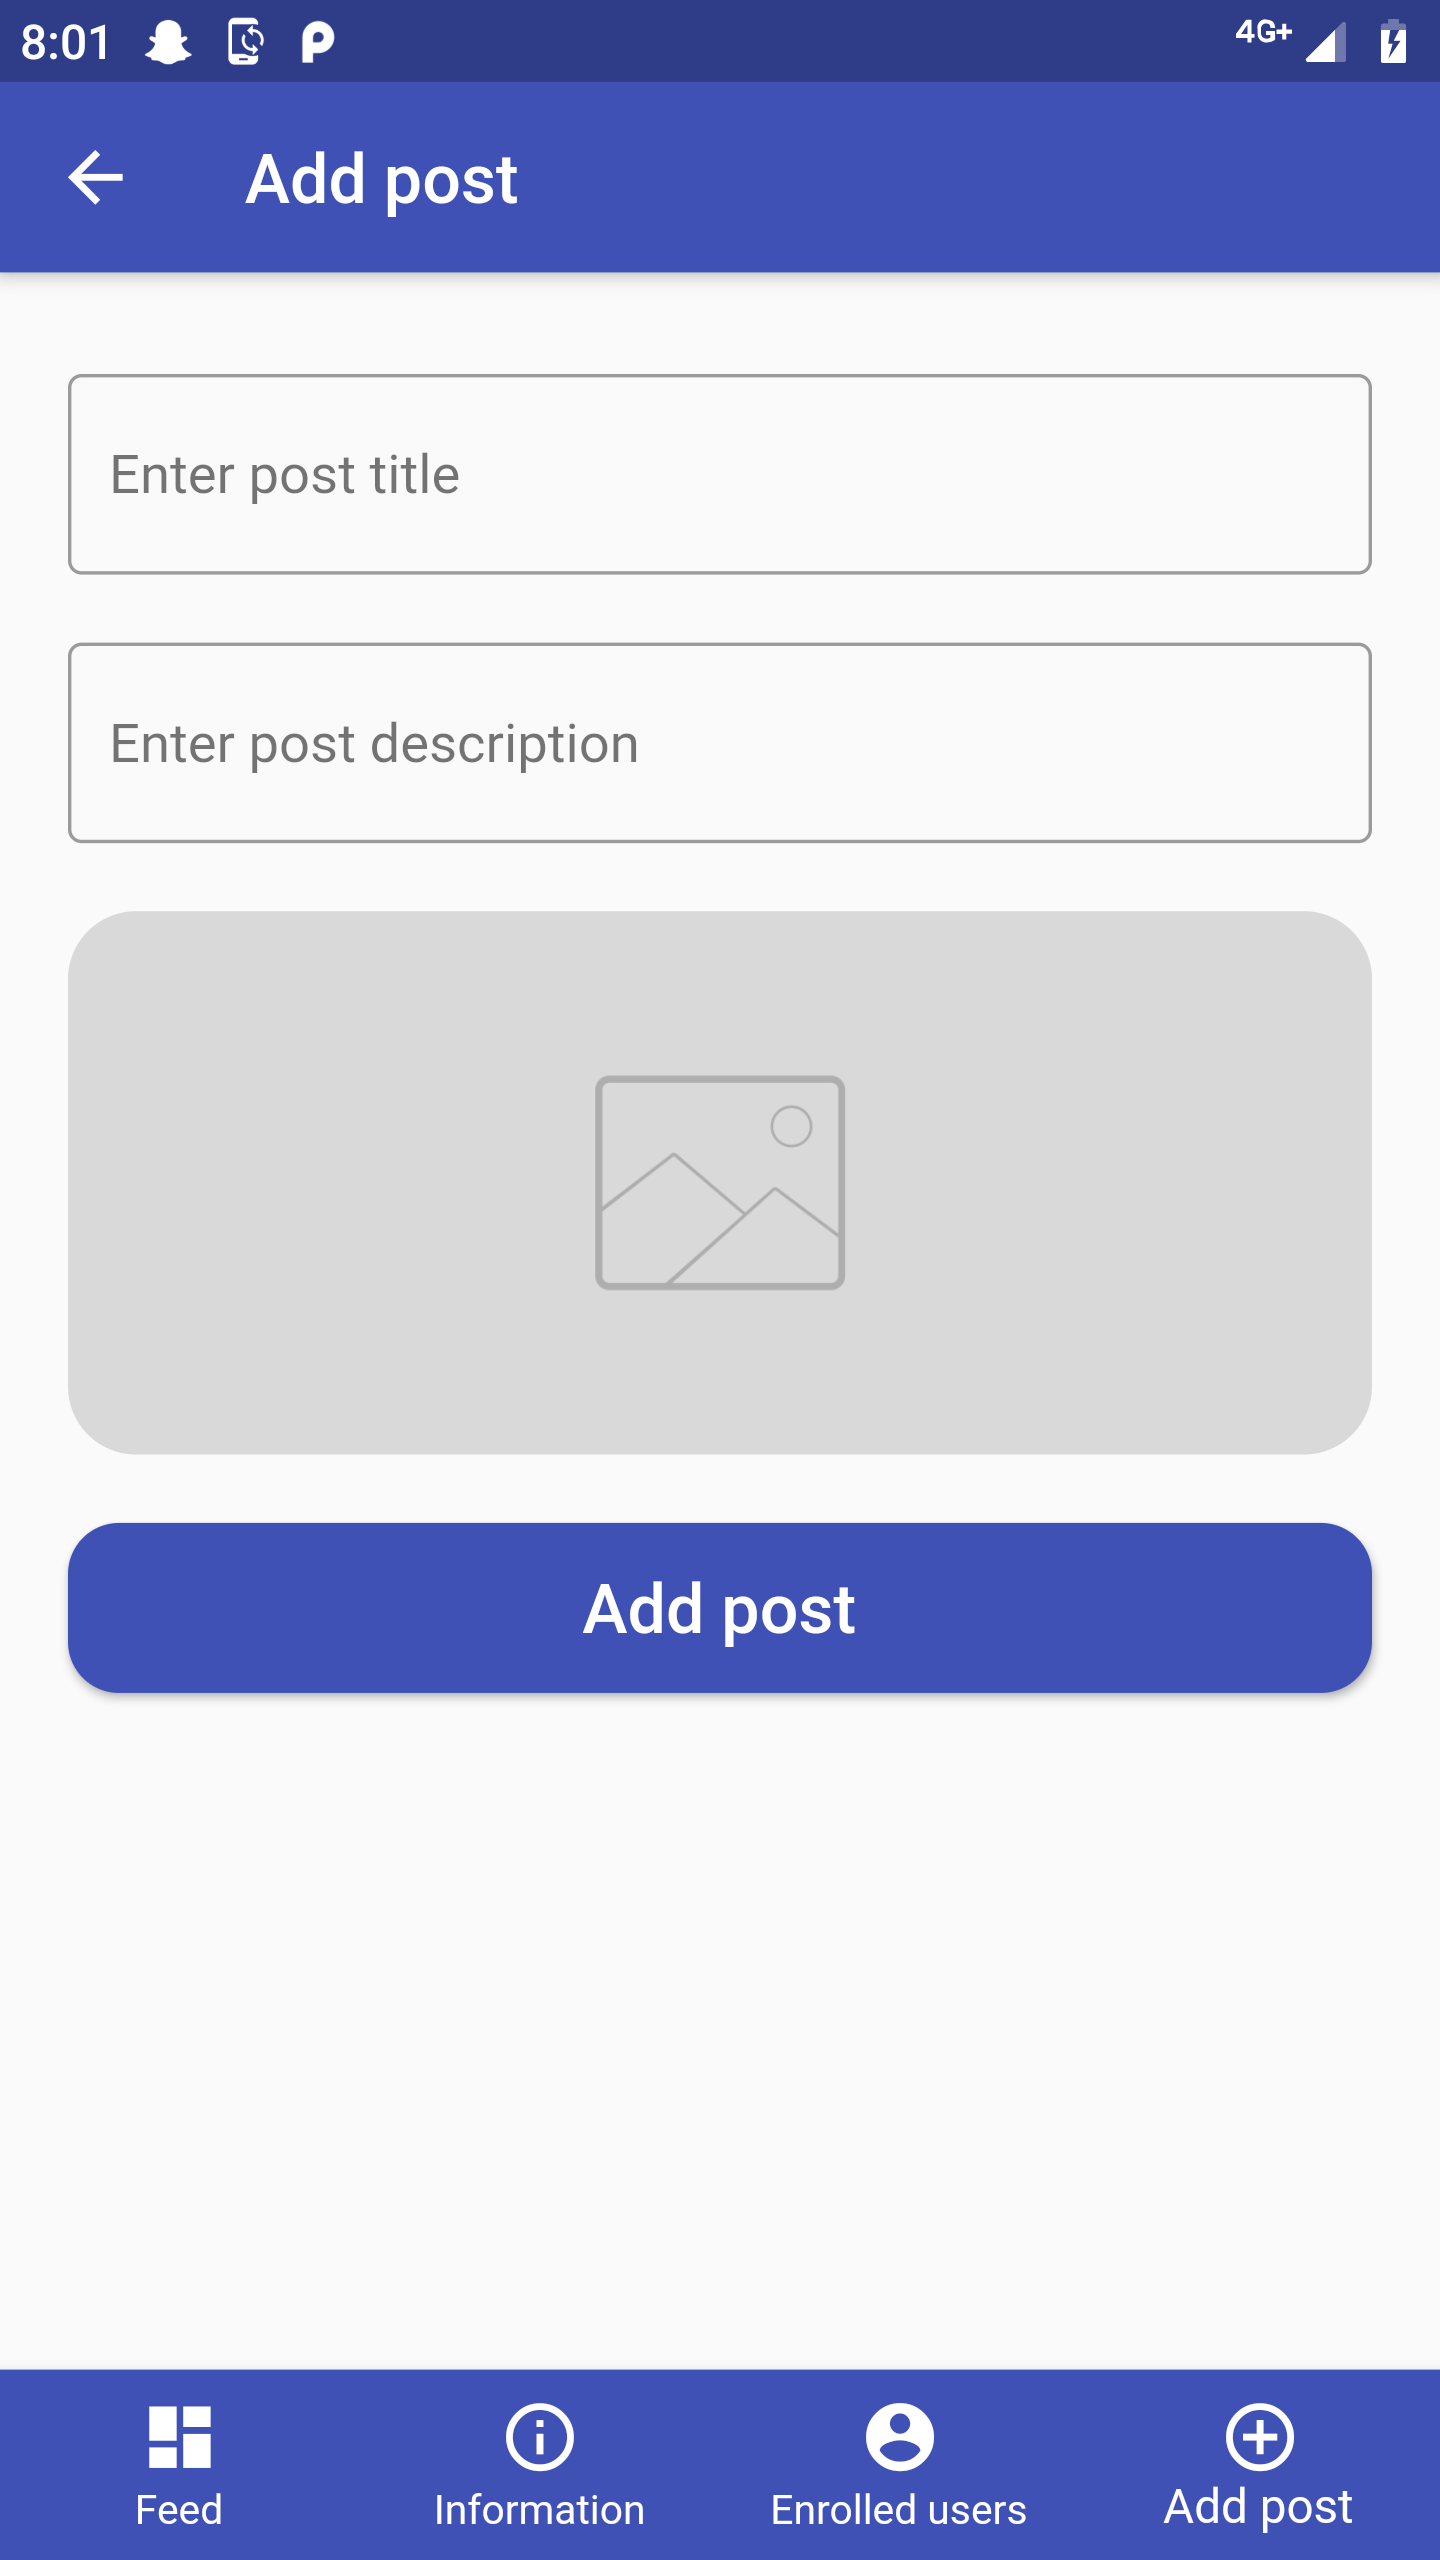 8:01
4G+
Add post
Enter post title
Enter post description
Add post
Feed
Information
Enrolled users
Add post